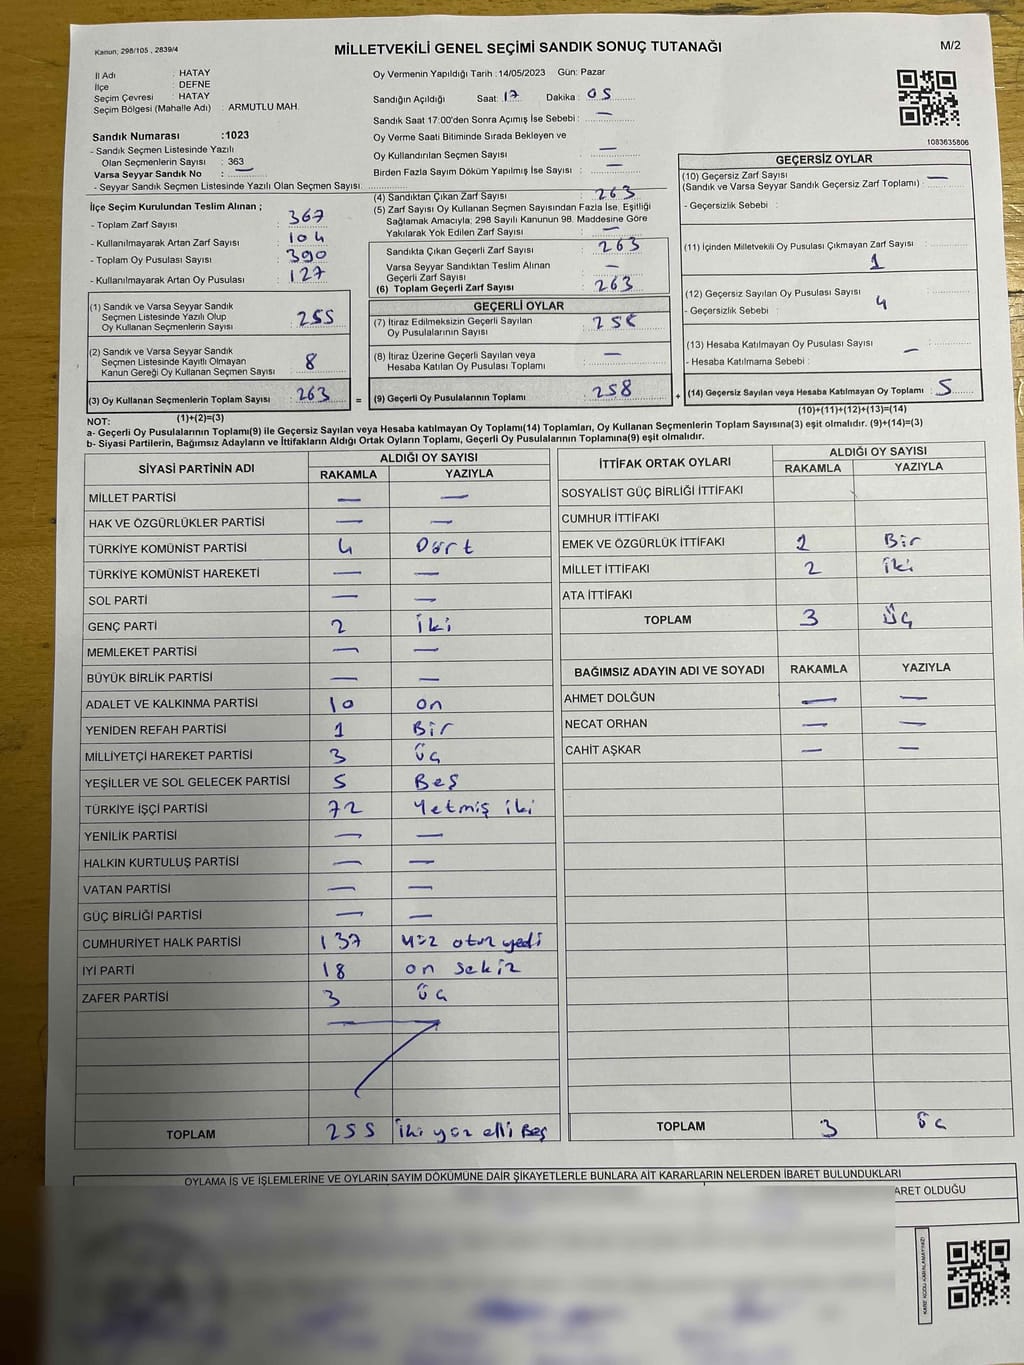 Kanun, 298/105 , 2839/4
MİLLETVEKİLİ GENEL SEÇİMİ SANDIK SONUÇ TUTANAĞI
M/2
İl Adı : HATAY
İlçe : DEFNE
Seçim Çevresi : HATAY
Seçim Bölgesi (Mahalle Adı) : ARMUTLU MAH.
Sandık Numarası :1023
- Sandık Seçmen Listesinde Yazılı
Olan Seçmenlerin Sayısı : 363
Varsa Seyyar Sandık No : —
- Seyyar Sandık Seçmen Listesinde Yazılı Olan Seçmen Sayısı:
Oy Vermenin Yapıldığı Tarih :14/05/2023 Gün: Pazar
Sandığın Açıldığı Saat: 17 Dakika : 05
Sandık Saat 17:00'den Sonra Açımış İse Sebebi : —
Oy Verme Saati Bitiminde Sırada Bekleyen ve
Oy Kullandırılan Seçmen Sayısı —
Birden Fazla Sayım Döküm Yapılmış İse Sayısı : —
1083635806
İlçe Seçim Kurulundan Teslim Alınan ;
- Toplam Zarf Sayısı : 367
- Kullanılmayarak Artan Zarf Sayısı : 104
- Toplam Oy Pusulası Sayısı : 390
- Kullanılmayarak Artan Oy Pusulası : 127
(1) Sandık ve Varsa Seyyar Sandık
Seçmen Listesinde Yazılı Olup
Oy Kullanan Seçmenlerin Sayısı : 255
(2) Sandık ve Varsa Seyyar Sandık
Seçmen Listesinde Kayıtlı Olmayan
Kanun Gereği Oy Kullanan Seçmen Sayısı : 8
(3) Oy Kullanan Seçmenlerin Toplam Sayısı : 263
(1)+(2)=(3)
(4) Sandıktan Çıkan Zarf Sayısı : 263
(5) Zarf Sayısı Oy Kullanan Seçmen Sayısından Fazla İse, Eşitliği
Sağlamak Amacıyla, 298 Sayılı Kanunun 98. Maddesine Göre
Yakılarak Yok Edilen Zarf Sayısı : —
Sandıkta Çıkan Geçerli Zarf Sayısı : 263
Varsa Seyyar Sandıktan Teslim Alınan
Geçerli Zarf Sayısı : —
(6) Toplam Geçerli Zarf Sayısı : 263
GEÇERLİ OYLAR
(7) İtiraz Edilmeksizin Geçerli Sayılan
Oy Pusulalarının Sayısı :
(8) İtiraz Üzerine Geçerli Sayılan veya
Hesaba Katılan Oy Pusulası Toplamı : —
= (9) Geçerli Oy Pusulalarının Toplamı : 258
GEÇERSİZ OYLAR
(10) Geçersiz Zarf Sayısı : —
(Sandık ve Varsa Seyyar Sandık Geçersiz Zarf Toplamı)
- Geçersizlik Sebebi :
(11) İçinden Milletvekili Oy Pusulası Çıkmayan Zarf Sayısı :
1
(12) Geçersiz Sayılan Oy Pusulası Sayısı : 4
- Geçersizlik Sebebi :
(13) Hesaba Katılmayan Oy Pusulası Sayısı : —
- Hesaba Katılmama Sebebi :
+ (14) Geçersiz Sayılan veya Hesaba Katılmayan Oy Toplamı : 5
(10)+(11)+(12)+(13)=(14)
NOT:
a- Geçerli Oy Pusulalarının Toplamı(9) ile Geçersiz Sayılan veya Hesaba katılmayan Oy Toplamı(14) Toplamları, Oy Kullanan Seçmenlerin Toplam Sayısına(3) eşit olmalıdır. (9)+(14)=(3)
b- Siyasi Partilerin, Bağımsız Adayların ve İttifakların Aldığı Ortak Oyların Toplamı, Geçerli Oy Pusulalarının Toplamına(9) eşit olmalıdır.
SİYASİ PARTİNİN ADI ALDIĞI OY SAYISI
RAKAMLA YAZIYLA
MİLLET PARTİSİ — —
HAK VE ÖZGÜRLÜKLER PARTİSİ — —
TÜRKİYE KOMÜNİST PARTİSİ 4 Dört
TÜRKİYE KOMÜNİST HAREKETİ — —
SOL PARTİ — —
GENÇ PARTİ 2 İki
MEMLEKET PARTİSİ — —
BÜYÜK BİRLİK PARTİSİ — —
ADALET VE KALKINMA PARTİSİ 10 on
YENİDEN REFAH PARTİSİ 1 Bir
MİLLİYETÇİ HAREKET PARTİSİ 3 üç
YEŞİLLER VE SOL GELECEK PARTİSİ 5 Beş
TÜRKİYE İŞÇİ PARTİSİ 72 Yetmiş iki
YENİLİK PARTİSİ — —
HALKIN KURTULUŞ PARTİSİ — —
VATAN PARTİSİ — —
GÜÇ BİRLİĞİ PARTİSİ — —
CUMHURİYET HALK PARTİSİ 137 yüz otuz yedi
İYİ PARTİ 18 on sekiz
ZAFER PARTİSİ 3 üç
TOPLAM 255 İki yüz elli Beş
İTTİFAK ORTAK OYLARI ALDIĞI OY SAYISI
RAKAMLA YAZIYLA
SOSYALİST GÜÇ BİRLİĞİ İTTİFAKI
CUMHUR İTTİFAKI
EMEK VE ÖZGÜRLÜK İTTİFAKI 1 Bir
MİLLET İTTİFAKI 2 iki
ATA İTTİFAKI
TOPLAM 3 Üç
BAĞIMSIZ ADAYIN ADI VE SOYADI RAKAMLA YAZIYLA
AHMET DOLĞUN — —
NECAT ORHAN — —
CAHİT AŞKAR — —
TOPLAM 3 üç
OYLAMA İŞ VE İŞLEMLERİNE VE OYLARIN SAYIM DÖKÜMÜNE DAİR ŞİKAYETLERLE BUNLARA AİT KARARLARIN NELERDEN İBARET BULUNDUKLARI
ARET OLDUĞU